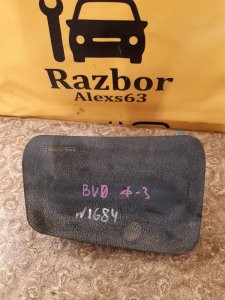 Razbor
Alexs63
BVD ф-3
N1684